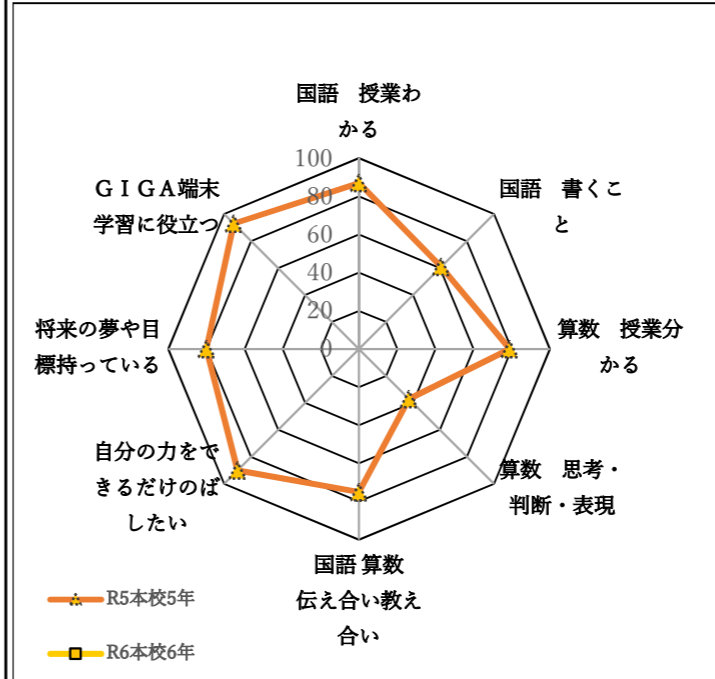 国語　授業わ
かる
国語　書くこ
と
算数　授業分
かる
算数　思考・
判断・表現
国語 算数
伝え合い教え
合い
自分の力をで
きるだけのば
したい
将来の夢や目
標持っている
ＧＩＧＡ端末
学習に役立つ
100
80
60
40
20
0
R5本校5年
R6本校6年